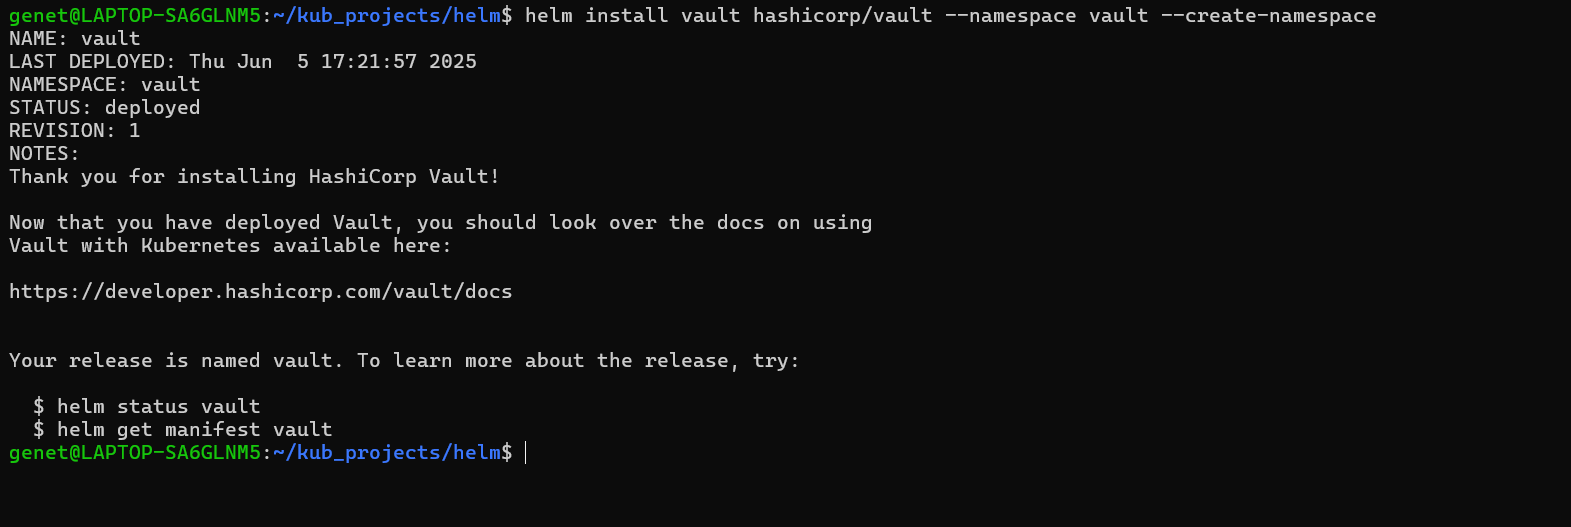 genet@LAPTOP-SA6GLNM5:~/kub_projects/helm$ helm install vault hashicorp/vault --namespace vault --create-namespace
NAME: vault
LAST DEPLOYED: Thu Jun  5 17:21:57 2025
NAMESPACE: vault
STATUS: deployed
REVISION: 1
NOTES:
Thank you for installing HashiCorp Vault!
Now that you have deployed Vault, you should look over the docs on using
Vault with Kubernetes available here:
https://developer.hashicorp.com/vault/docs
Your release is named vault. To learn more about the release, try:
  $ helm status vault
  $ helm get manifest vault
genet@LAPTOP-SA6GLNM5:~/kub_projects/helm$